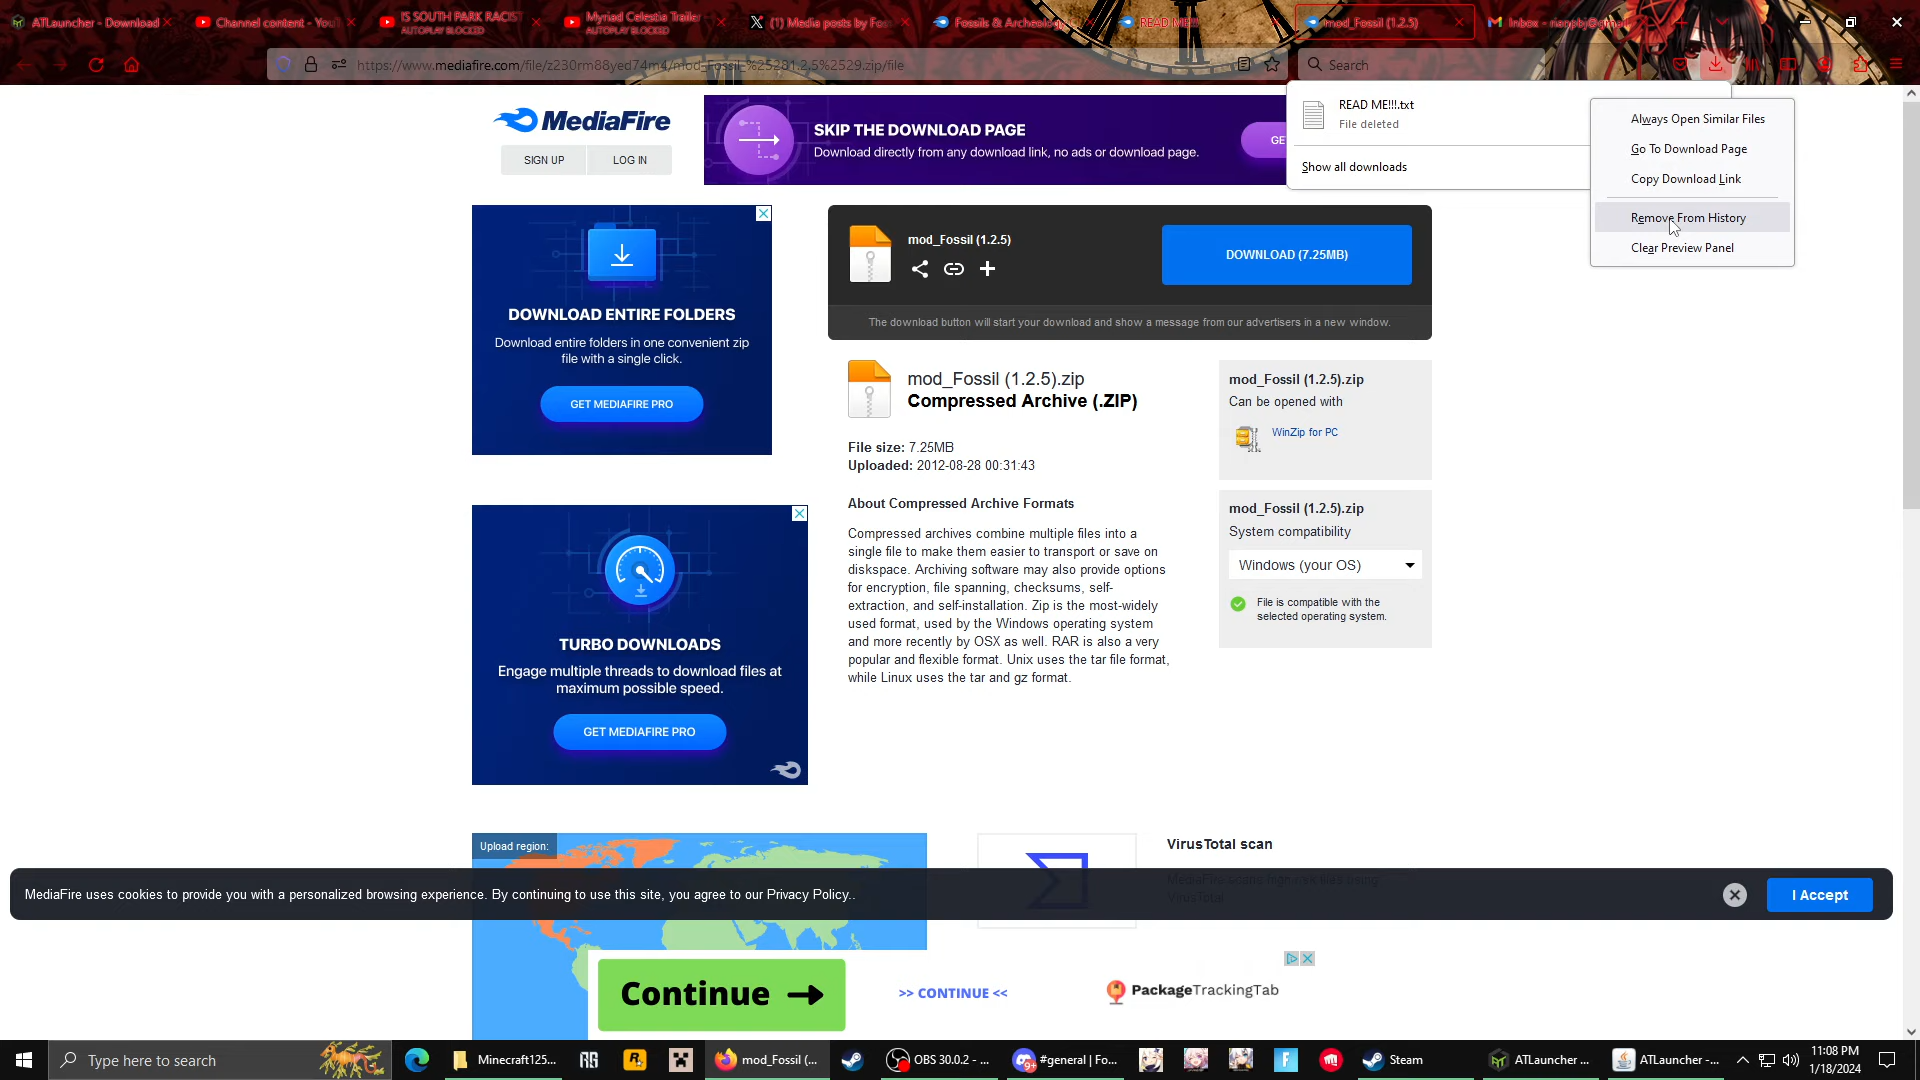 ATLauncher - Download
Channel content - YouT
IS SOUTH PARK RACIST
AUTOPLAY BLOCKED
Myriad Celestia Trailer
AUTOPLAY BLOCKED
(1) Media posts by Fos
Fossils & Archeolog
READ ME!!!
mod_Fossil (1.2.5)
https://www.mediafire.com/file/z230rm88yed74m4/mod_Fossil_%25281.2.5%2529.zip/file
Search
MediaFire
SIGN UP
LOG IN
SKIP THE DOWNLOAD PAGE
Download directly from any download link, no ads or download page.
GE
READ ME!!!.txt
File deleted
Show all downloads
Always Open Similar Files
Go To Download Page
Copy Download Link
Remove From History
Clear Preview Panel
DOWNLOAD ENTIRE FOLDERS
Download entire folders in one convenient zip
file with a single click.
GET MEDIAFIRE PRO
mod_Fossil (1.2.5)
DOWNLOAD (7.25MB)
The download button will start your download and show a message from our advertisers in a new window.
mod_Fossil (1.2.5).zip
Compressed Archive (.ZIP)
File size: 7.25MB
Uploaded: 2012-08-28 00:31:43
About Compressed Archive Formats
Compressed archives combine multiple files into a
single file to make them easier to transport or save on
diskspace. Archiving software may also provide options
for encryption, file spanning, checksums, self-
extraction, and self-installation. Zip is the most-widely
used format, used by the Windows operating system
and more recently by OSX as well. RAR is also a very
popular and flexible format. Unix uses the tar file format,
while Linux uses the tar and gz format.
mod_Fossil (1.2.5).zip
Can be opened with
WinZip for PC
mod_Fossil (1.2.5).zip
System compatibility
Windows (your OS)
File is compatible with the
selected operating system.
TURBO DOWNLOADS
Engage multiple threads to download files at
maximum possible speed.
GET MEDIAFIRE PRO
Upload region:
VirusTotal scan
MediaFire uses cookies to provide you with a personalized browsing experience. By continuing to use this site, you agree to our Privacy Policy..
I Accept
Continue
>> CONTINUE <<
PackageTrackingTab
Type here to search
Minecraft125...
mod_Fossil (...
OBS 30.0.2 - ...
#general | Fo...
Steam
ATLauncher ...
ATLauncher -...
11:08 PM
1/18/2024